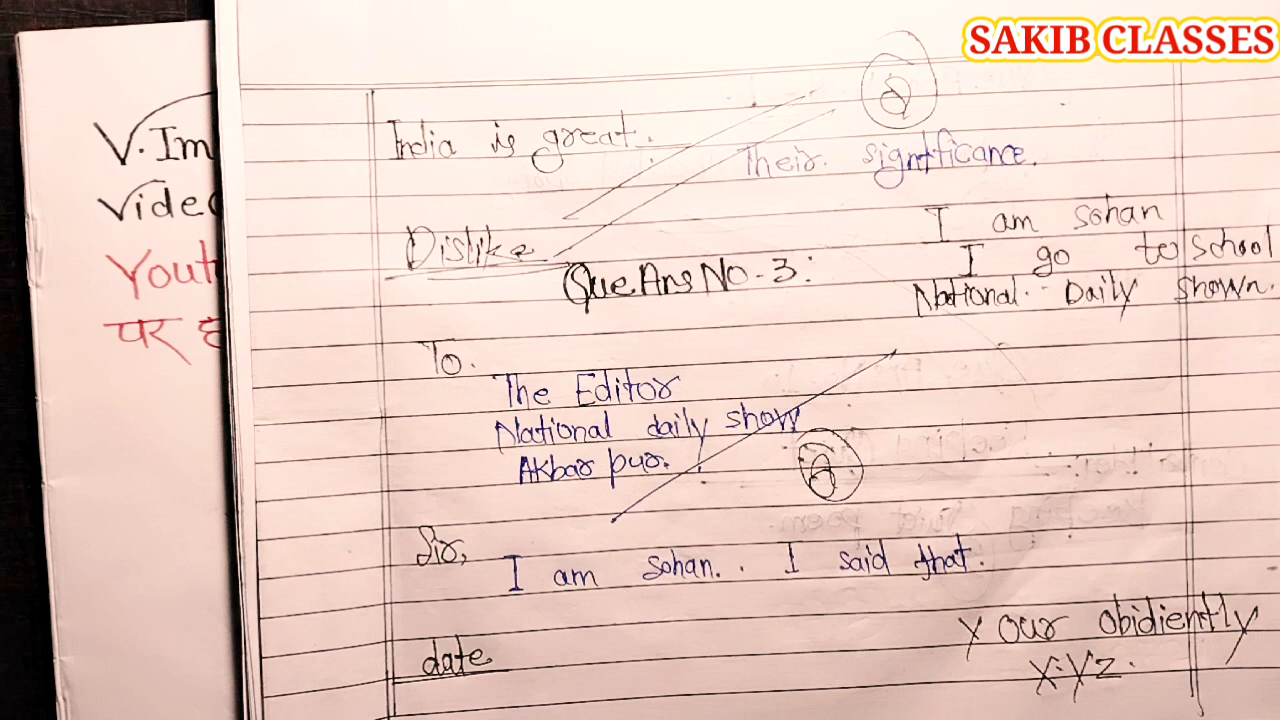 SAKIB CLASSES
V. Im
Video
Yout
पर ह
India is great.
Their significance.
Dislike
I am sohan
I go to school
National Daily shown.
Que Ans No - 3:
To.
The Editor
National daily show
Akbar pur.
Sir,
I am sohan. I said that.
Your obidiently
X.Y.Z.
date